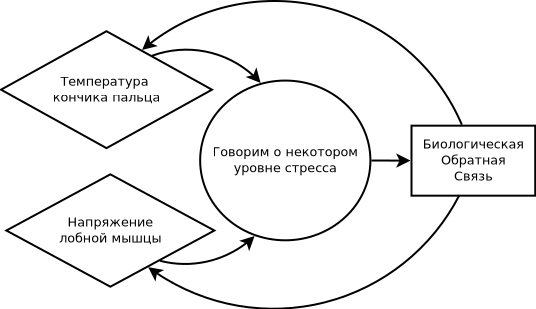 Температура
кончика пальца
Говорим о некотором
уровне стресса
Биологическая
Обратная
Связь
Напряжение
лобной мышцы